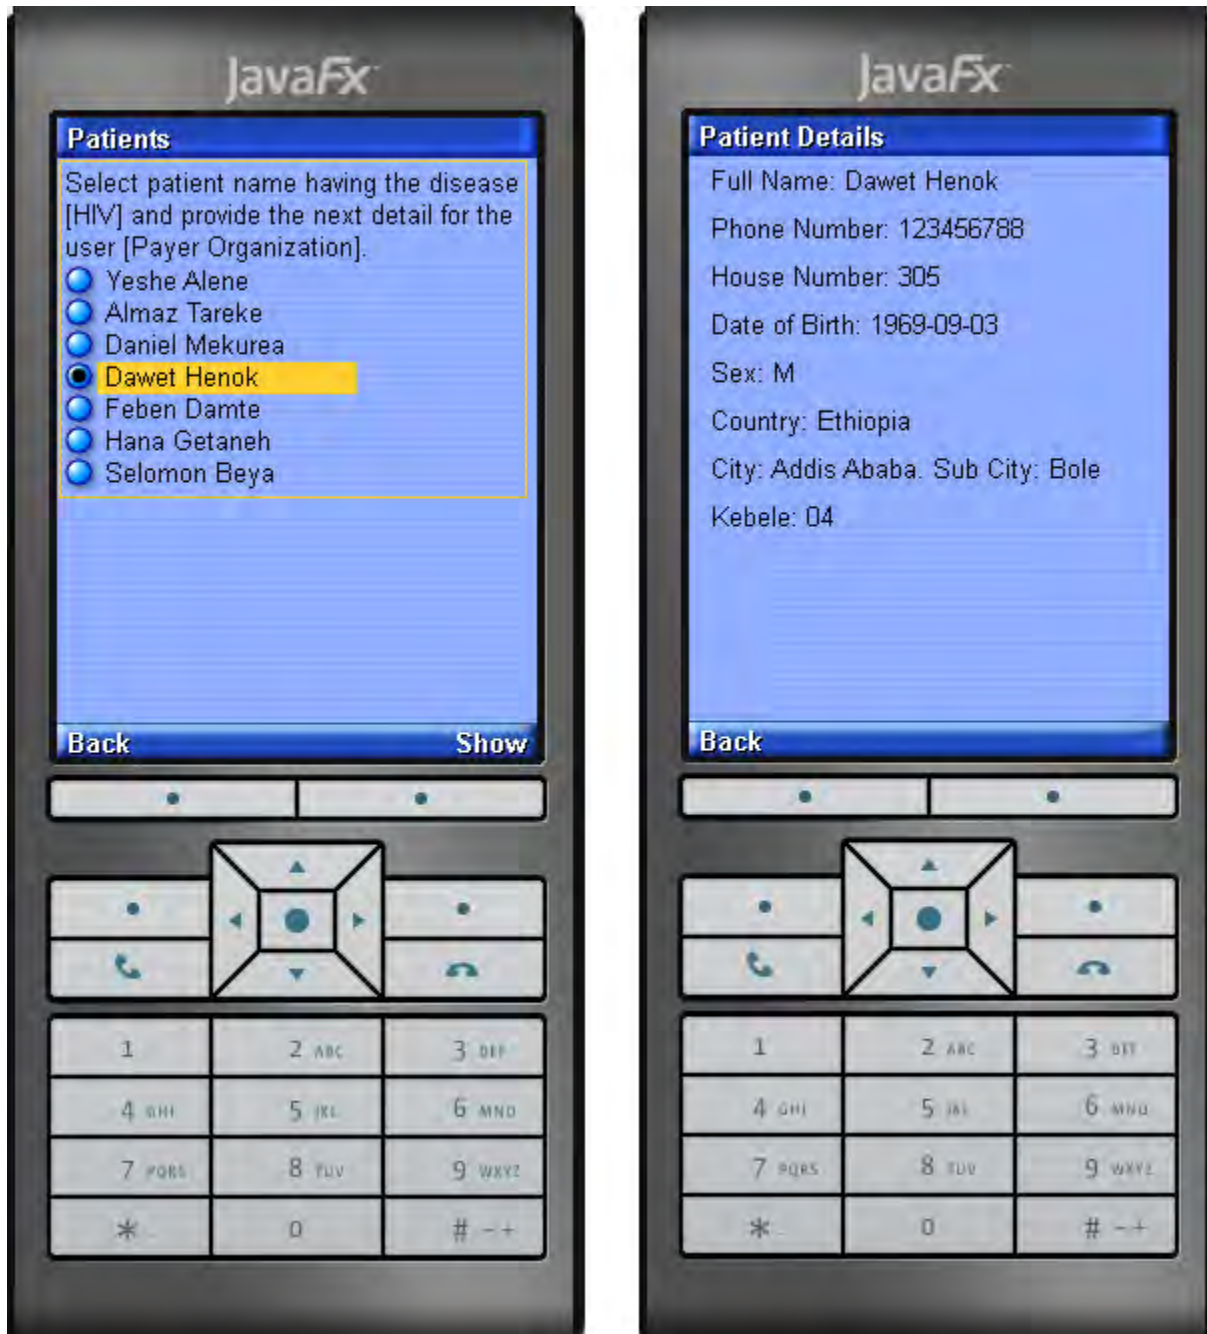 JavaFx
Patients
Select patient name having the disease
[HIV] and provide the next detail for the
user [Payer Organization].
Yeshe Alene
Almaz Tareke
Daniel Mekurea
Dawet Henok
Feben Damte
Hana Getaneh
Selomon Beya
Back Show
1 2 ABC 3 DEF
4 GHI 5 JKL 6 MNO
7 PQRS 8 TUV 9 WXYZ
* 0 # - +
JavaFx
Patient Details
Full Name: Dawet Henok
Phone Number: 123456788
House Number: 305
Date of Birth: 1969-09-03
Sex: M
Country: Ethiopia
City: Addis Ababa. Sub City: Bole
Kebele: 04
Back
1 2 ABC 3 DEF
4 GHI 5 JKL 6 MNO
7 PQRS 8 TUV 9 WXYZ
* 0 # - +